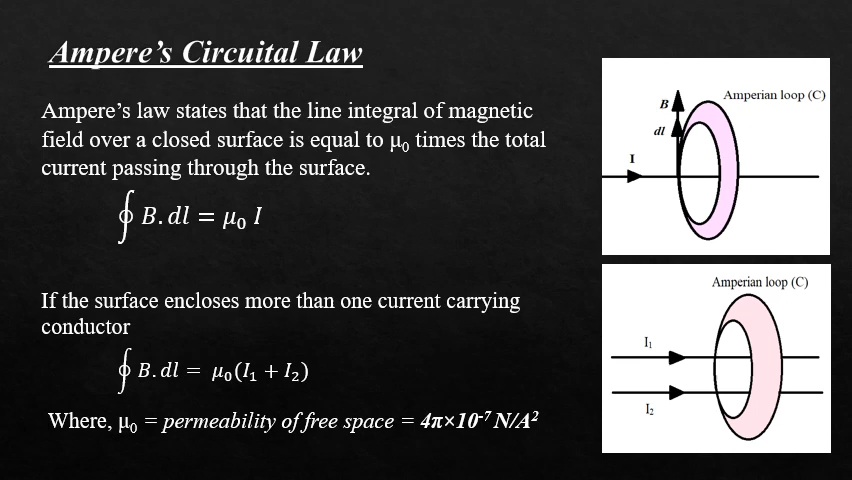 Ampere's Circuital Law
Ampere's law states that the line integral of magnetic
field over a closed surface is equal to μ₀ times the total
current passing through the surface.
∮ B.dl = μ₀ I
If the surface encloses more than one current carrying
conductor
∮ B.dl = μ₀(I₁ + I₂)
Where, μ₀ = permeability of free space = 4π×10⁻⁷ N/A²
Amperian loop (C)
B
dl
I
Amperian loop (C)
I₁
I₂